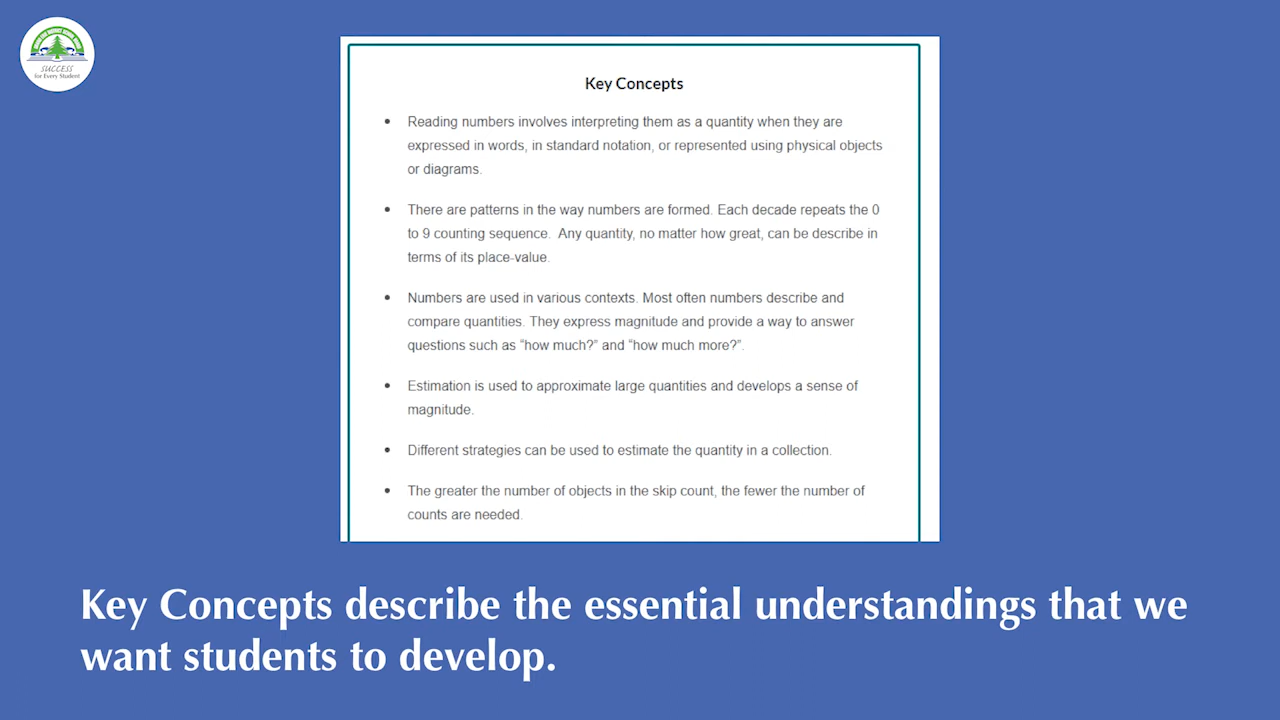 SUCCESS
for Every Student
Key Concepts
• Reading numbers involves interpreting them as a quantity when they are
expressed in words, in standard notation, or represented using physical objects
or diagrams.
• There are patterns in the way numbers are formed. Each decade repeats the 0
to 9 counting sequence.  Any quantity, no matter how great, can be describe in
terms of its place-value.
• Numbers are used in various contexts. Most often numbers describe and
compare quantities. They express magnitude and provide a way to answer
questions such as “how much?” and “how much more?”.
• Estimation is used to approximate large quantities and develops a sense of
magnitude.
• Different strategies can be used to estimate the quantity in a collection.
• The greater the number of objects in the skip count, the fewer the number of
counts are needed.
Key Concepts describe the essential understandings that we
want students to develop.